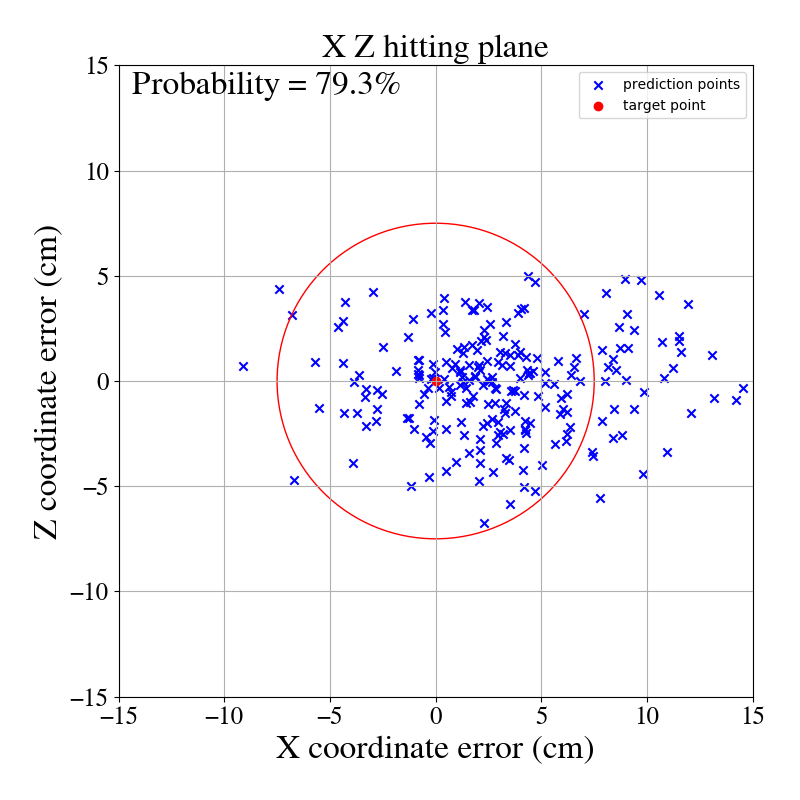 X Z hitting plane
Probability = 79.3%
prediction points
target point
15
10
5
0
−5
−10
−15
Z coordinate error (cm)
−15 −10 −5 0 5 10 15
X coordinate error (cm)